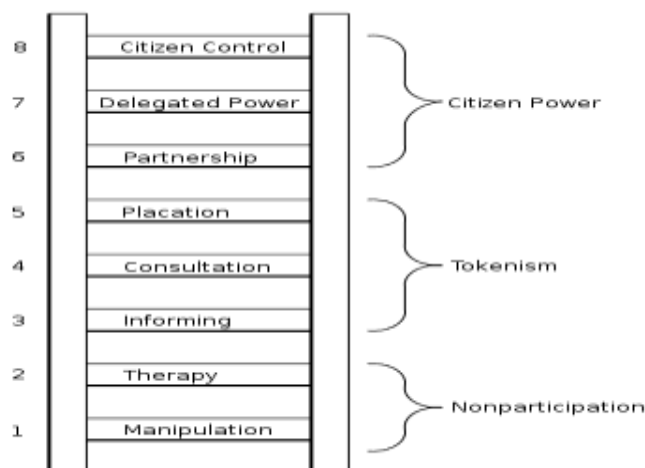 8 Citizen Control
7 Delegated Power
Citizen Power
6 Partnership
5 Placation
4 Consultation
Tokenism
3 Informing
2 Therapy
Nonparticipation
1 Manipulation